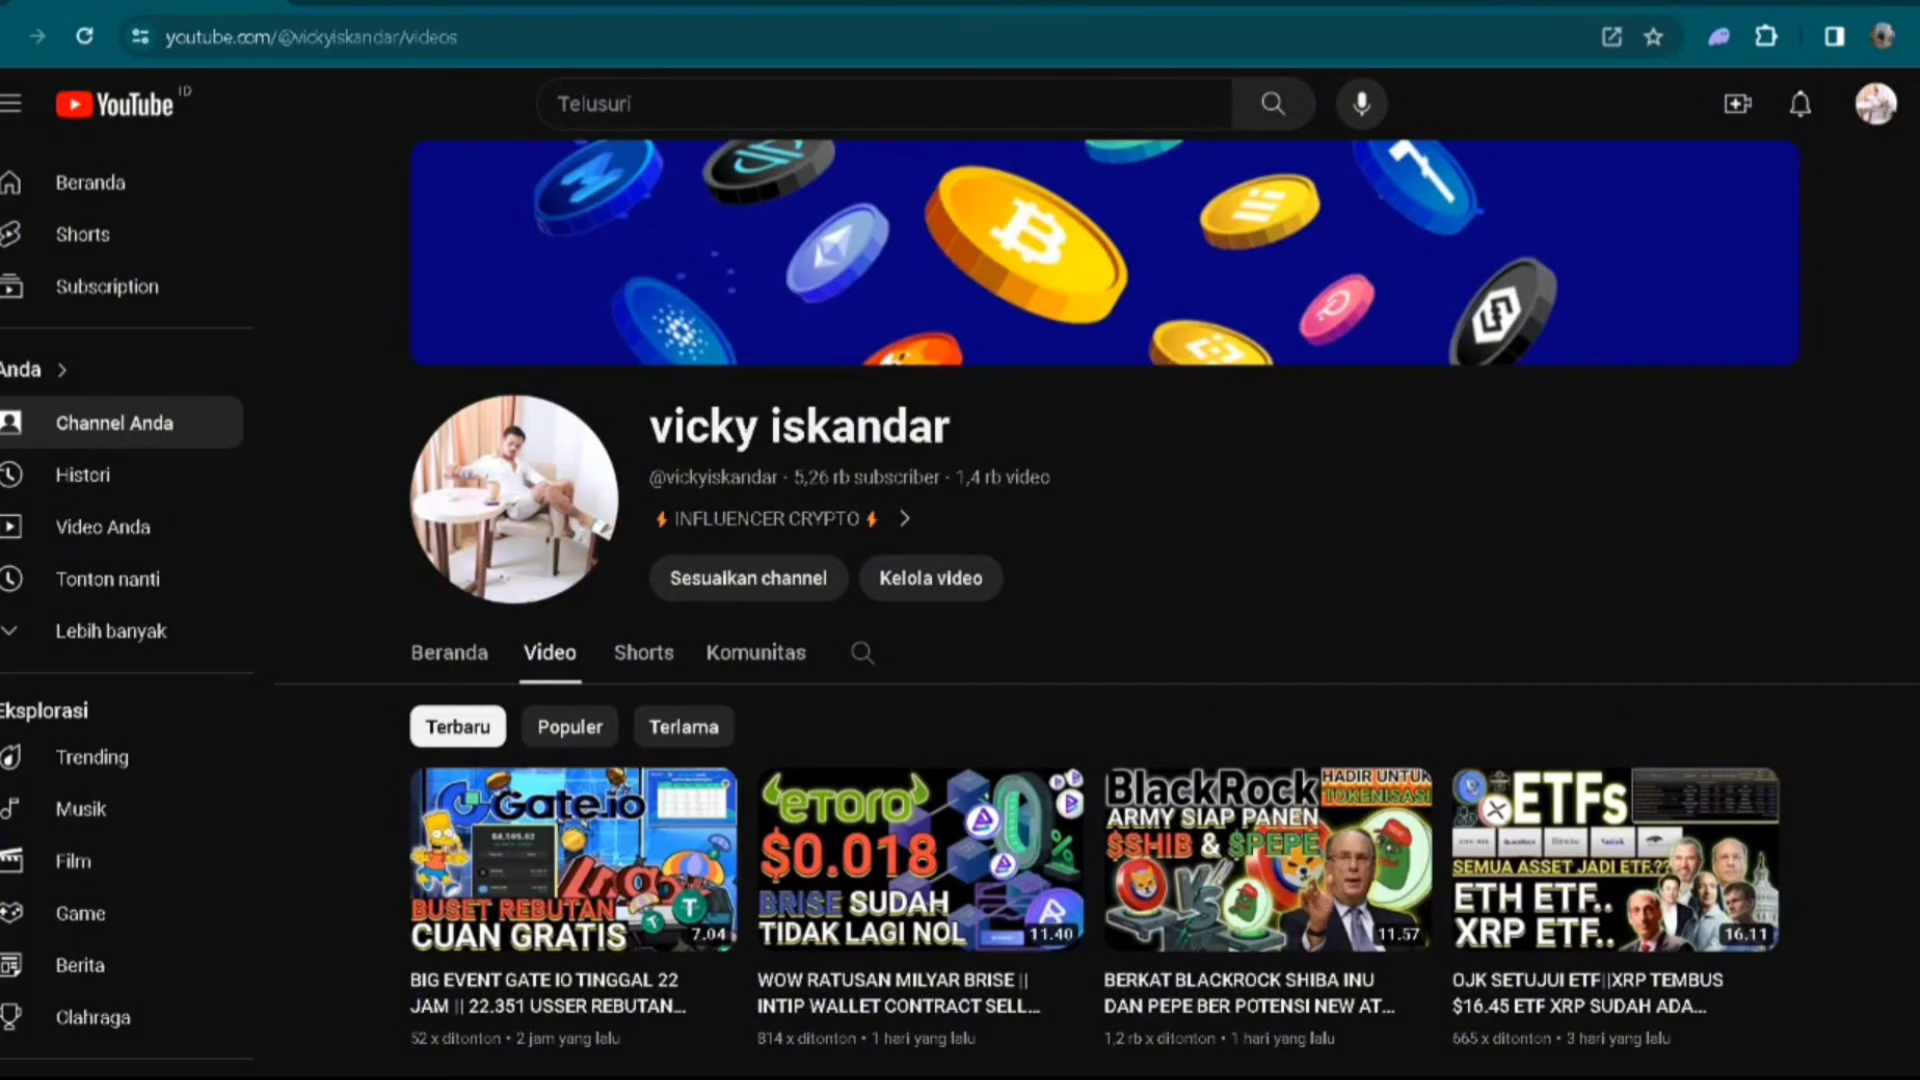 youtube.com/@vickyiskandar/videos
YouTube ID
Telusuri
Beranda
Shorts
Subscription
Anda
Channel Anda
Histori
Video Anda
Tonton nanti
Lebih banyak
Eksplorasi
Trending
Musik
Film
Game
Berita
Olahraga
vicky iskandar
@vickyiskandar · 5,26 rb subscriber · 1,4 rb video
⚡ INFLUENCER CRYPTO ⚡
Sesuaikan channel
Kelola video
Beranda
Video
Shorts
Komunitas
Terbaru
Populer
Terlama
Gate.io
BUSET REBUTAN
CUAN GRATIS
7.04
BIG EVENT GATE IO TINGGAL 22
JAM || 22.351 USSER REBUTAN...
52 x ditonton • 2 jam yang lalu
eToro
$0.018
BRISE SUDAH
TIDAK LAGI NOL
11.40
WOW RATUSAN MILYAR BRISE ||
INTIP WALLET CONTRACT SELL...
814 x ditonton • 1 hari yang lalu
BlackRock
HADIR UNTUK
TOKENISASI
ARMY SIAP PANEN
$SHIB & $PEPE
VS
11.57
BERKAT BLACKROCK SHIBA INU
DAN PEPE BER POTENSI NEW AT...
1,2 rb x ditonton • 1 hari yang lalu
ETFs
SEMUA ASSET JADI ETF.??
ETH ETF..
XRP ETF..
16.11
OJK SETUJUI ETF||XRP TEMBUS
$16.45 ETF XRP SUDAH ADA...
665 x ditonton • 3 hari yang lalu